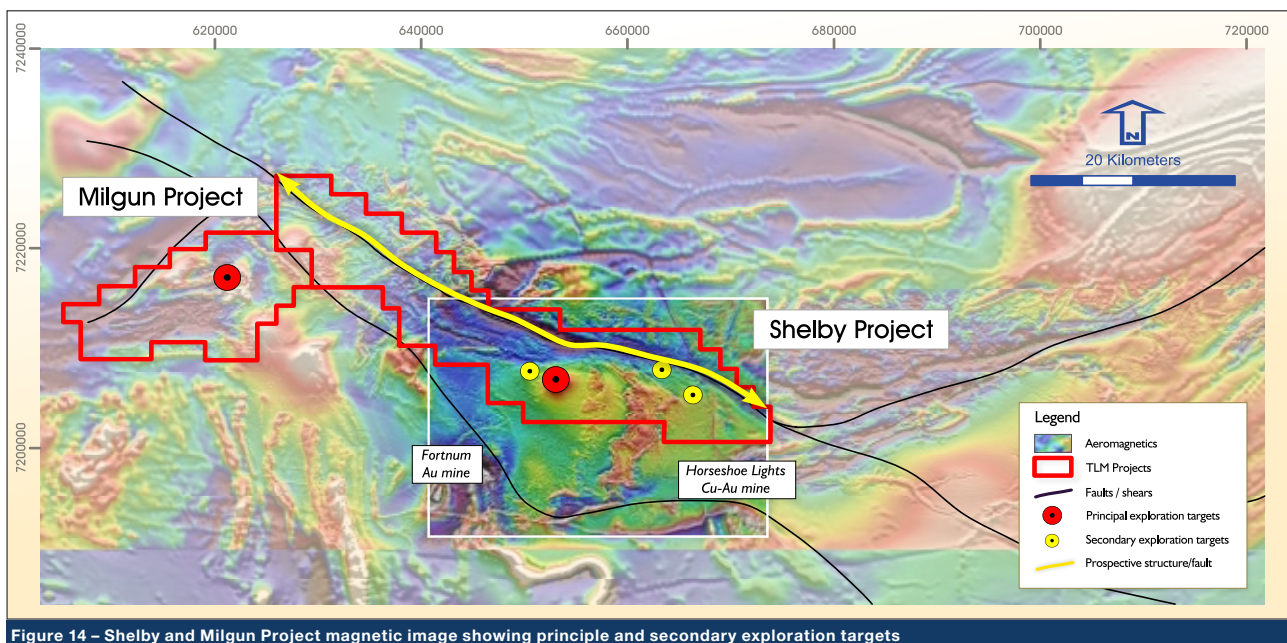 620000 640000 660000 680000 700000 720000
7240000
7220000
7200000
N
20 Kilometers
Milgun Project
Shelby Project
Fortnum
Au mine
Horseshoe Lights
Cu-Au mine
Legend
Aeromagnetics
TLM Projects
Faults / shears
Principal exploration targets
Secondary exploration targets
Prospective structure/fault
Figure 14 – Shelby and Milgun Project magnetic image showing principle and secondary exploration targets